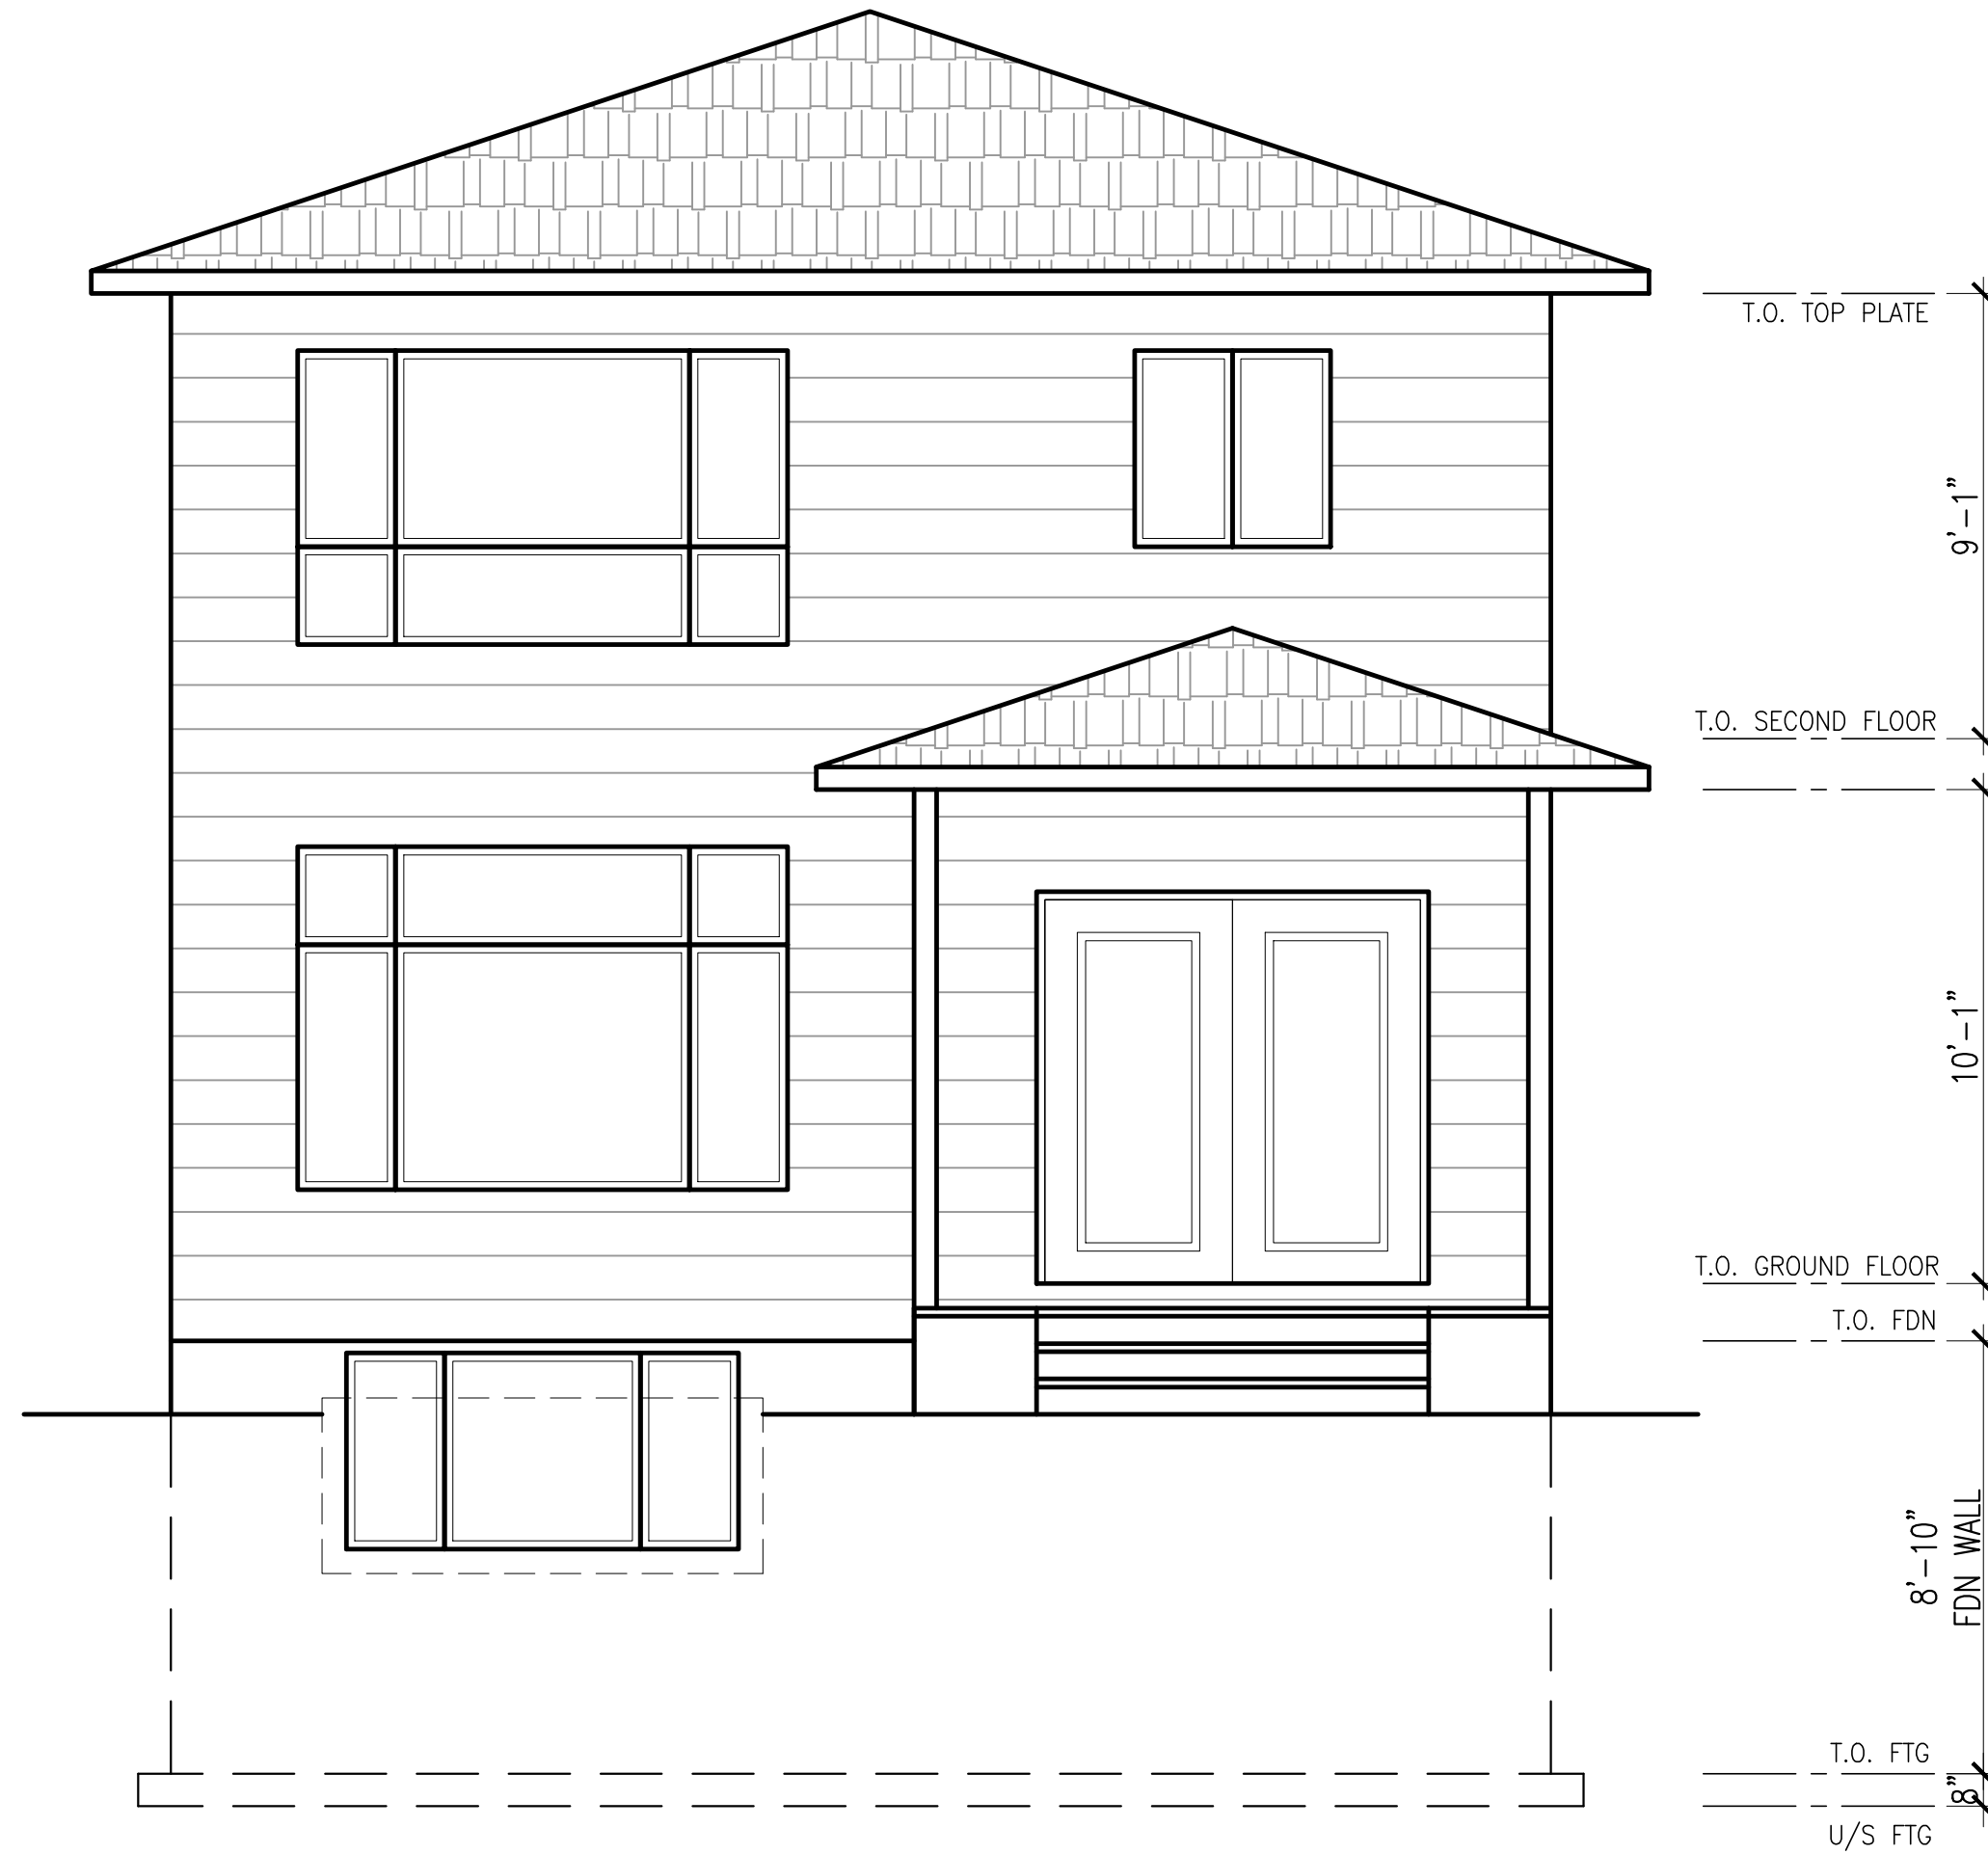 T.O. TOP PLATE
9'-1"
T.O. SECOND FLOOR
10'-1"
T.O. GROUND FLOOR
T.O. FDN
8'-10"
FDN WALL
T.O. FTG
8"
U/S FTG